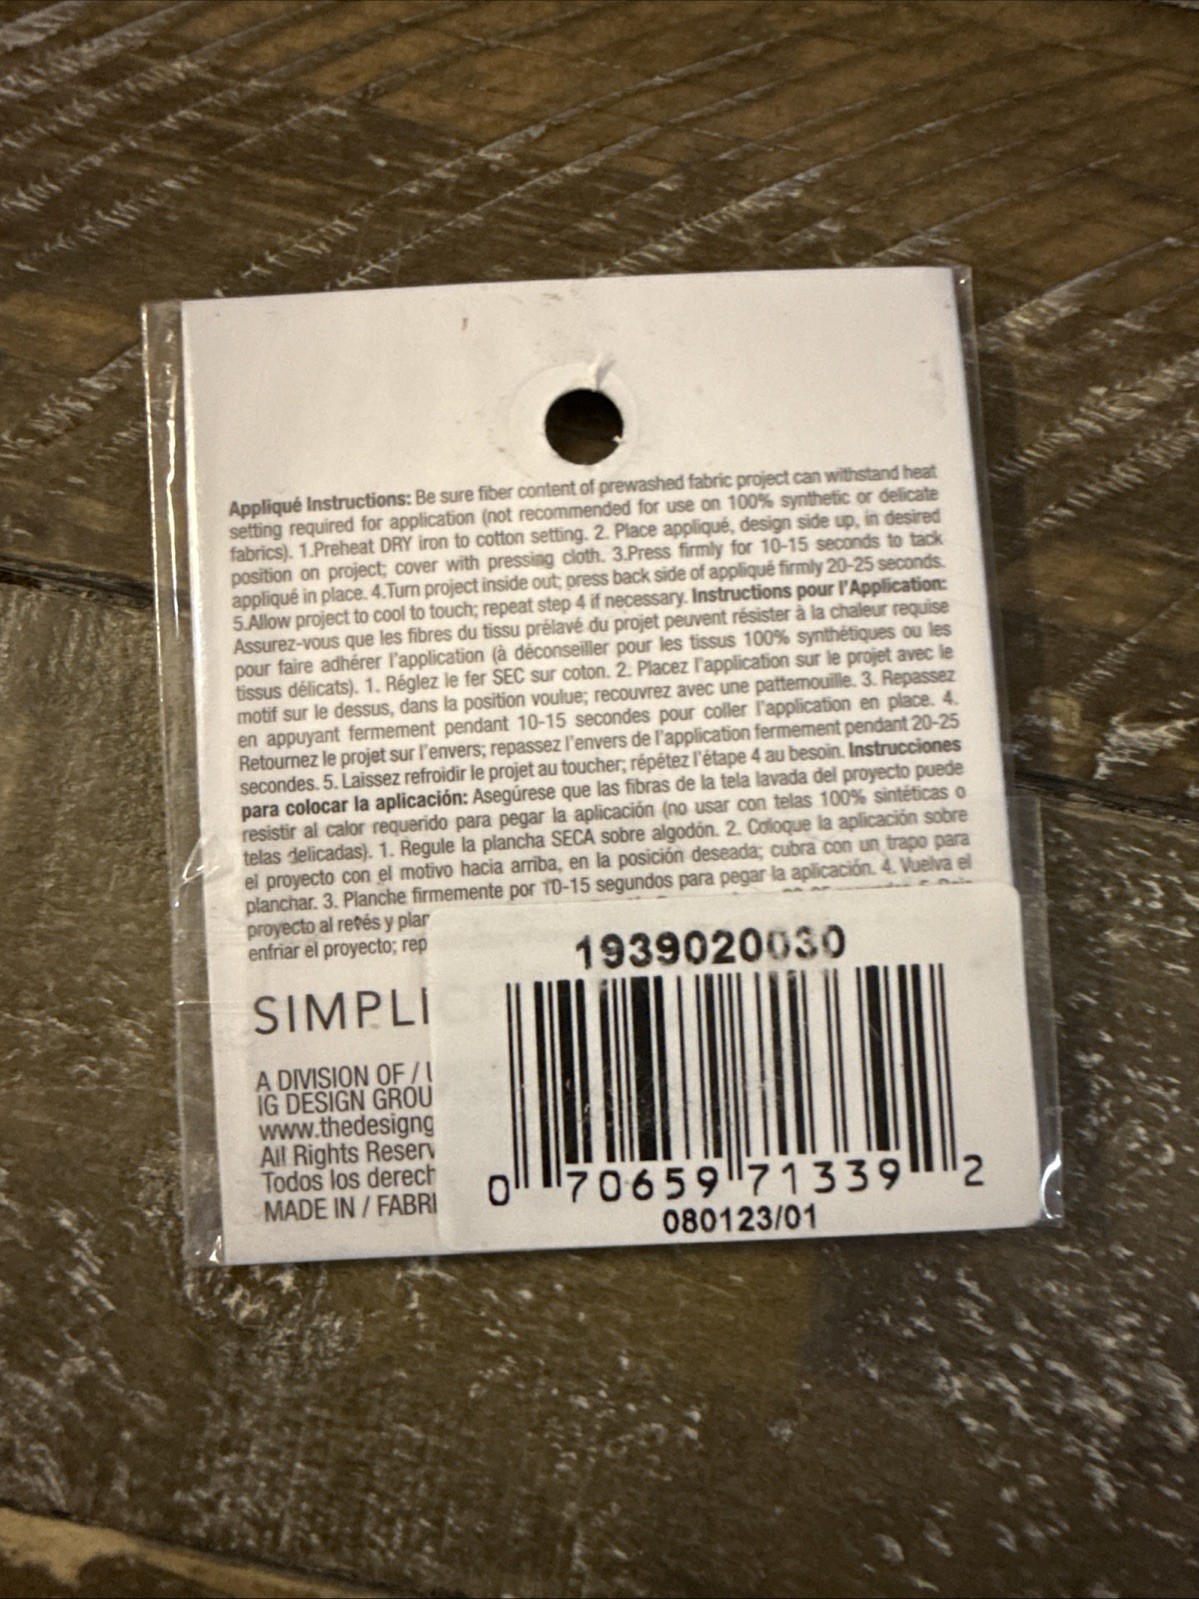 Appliqué Instructions: Be sure fiber content of prewashed fabric project can withstand heat
setting required for application (not recommended for use on 100% synthetic or delicate
fabrics). 1.Preheat DRY iron to cotton setting. 2. Place appliqué, design side up, in desired
position on project; cover with pressing cloth. 3.Press firmly for 10-15 seconds to tack
appliqué in place. 4.Turn project inside out; press back side of appliqué firmly 20-25 seconds.
5.Allow project to cool to touch; repeat step 4 if necessary. Instructions pour l'Application:
Assurez-vous que les fibres du tissu prélavé du projet peuvent résister à la chaleur requise
pour faire adhérer l'application (à déconseiller pour les tissus 100% synthétiques ou les
tissus délicats). 1. Réglez le fer SEC sur coton. 2. Placez l'application sur le projet avec le
motif sur le dessus, dans la position voulue; recouvrez avec une pattemouille. 3. Repassez
en appuyant fermement pendant 10-15 secondes pour coller l'application en place. 4.
Retournez le projet sur l'envers; repassez l'envers de l'application fermement pendant 20-25
secondes. 5. Laissez refroidir le projet au toucher; répétez l'étape 4 au besoin. Instrucciones
para colocar la aplicación: Asegúrese que las fibras de la tela lavada del proyecto puede
resistir al calor requerido para pegar la aplicación (no usar con telas 100% sintéticas o
telas delicadas). 1. Regule la plancha SECA sobre algodón. 2. Coloque la aplicación sobre
el proyecto con el motivo hacia arriba, en la posición deseada; cubra con un trapo para
planchar. 3. Planche firmemente por 10-15 segundos para pegar la aplicación. 4. Vuelva el
proyecto al revés y plan
enfriar el proyecto; rep
1939020030
SIMPLI
A DIVISION OF /
IG DESIGN GROU
www.thedesigng
All Rights Reserv
Todos los derech
MADE IN / FABRI
0 70659 71339 2
080123/01